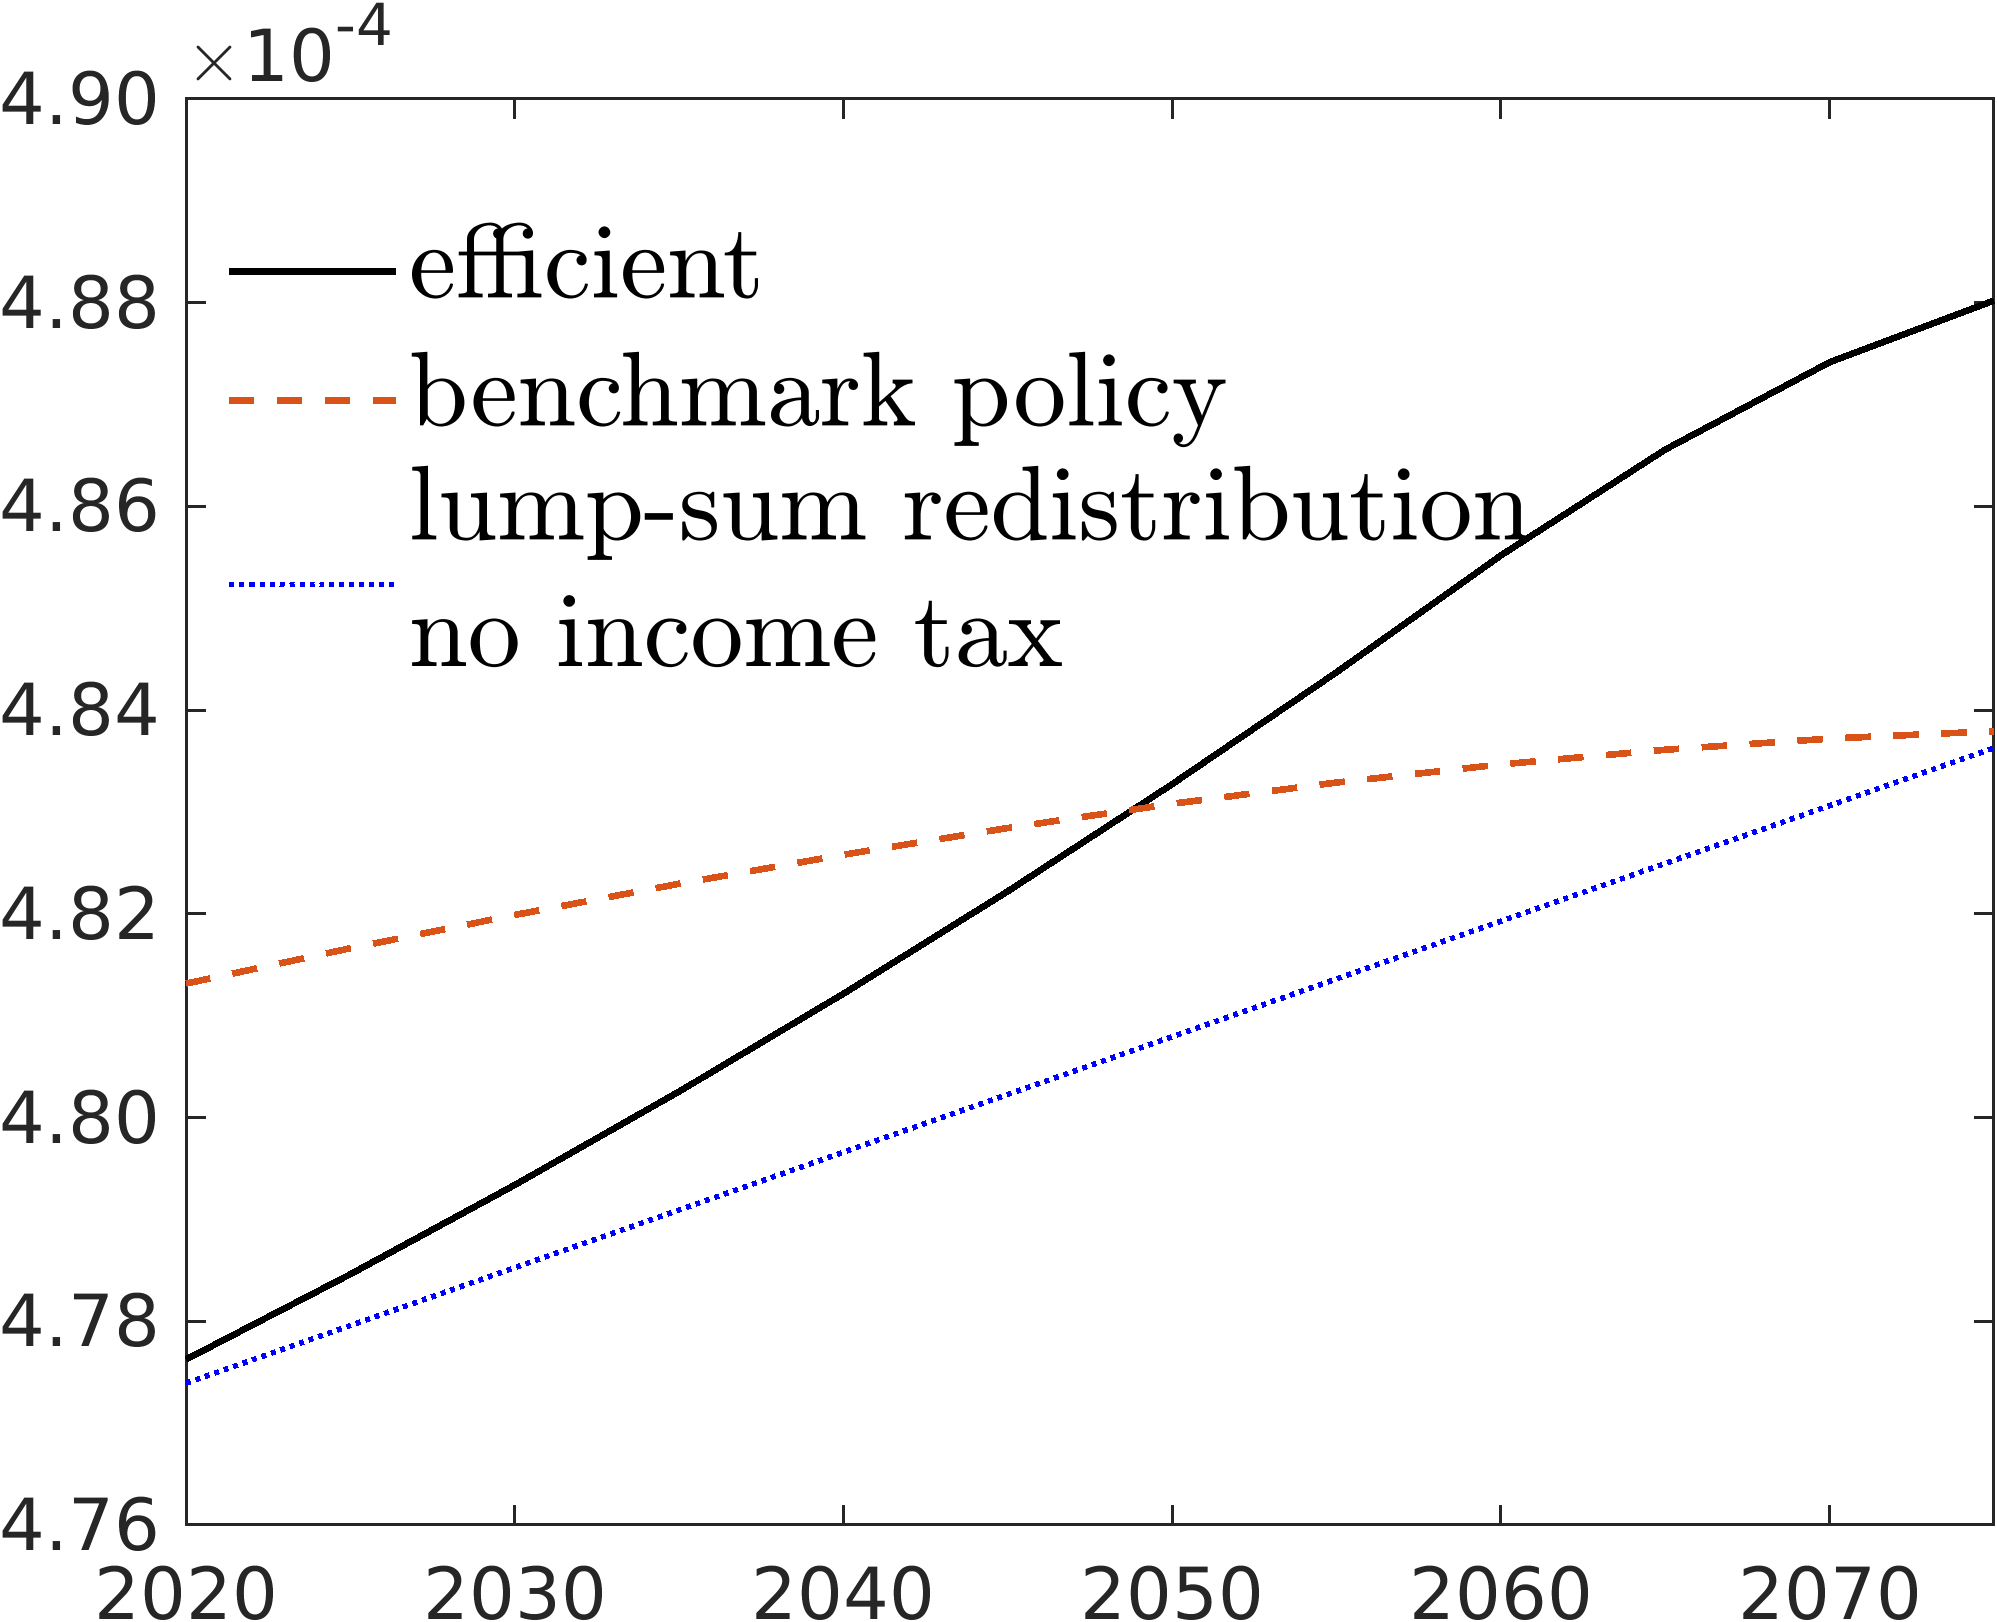 ×10-4
4.90
4.88
4.86
4.84
4.82
4.80
4.78
4.76
efficient
benchmark policy
lump-sum redistribution
no income tax
2020 2030 2040 2050 2060 2070